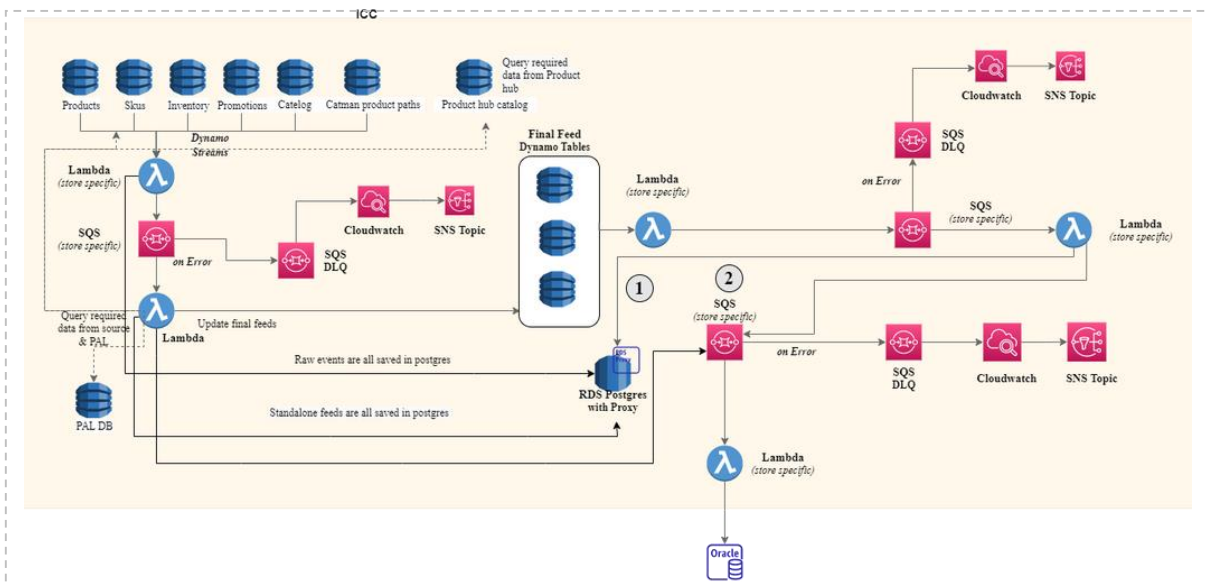 ICC
Query required
data from Product
hub
Products
Skus
Inventory
Promotions
Catelog
Catman product paths
Product hub catalog
Dynamo
Streams
Lambda
(store specific)
SQS
(store specific)
on Error
Cloudwatch
SNS Topic
SQS
DLQ
Query required
data from source
& PAL
Lambda
Update final feeds
PAL DB
Raw events are all saved in postgres
Standalone feeds are all saved in postgres
Final Feed
Dynamo Tables
Lambda
(store specific)
Cloudwatch
SNS Topic
SQS
DLQ
on Error
SQS
(store specific)
Lambda
(store specific)
1
2
RDS
Proxy
RDS Postgres
with Proxy
SQS
(store specific)
on Error
SQS
DLQ
Cloudwatch
SNS Topic
Lambda
(store specific)
Oracle